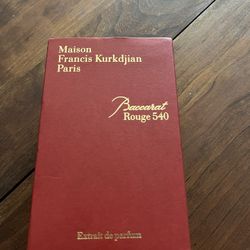 Maison
Francis Kurkdjian
Paris
Baccarat
Rouge 540
Extrait de parfum